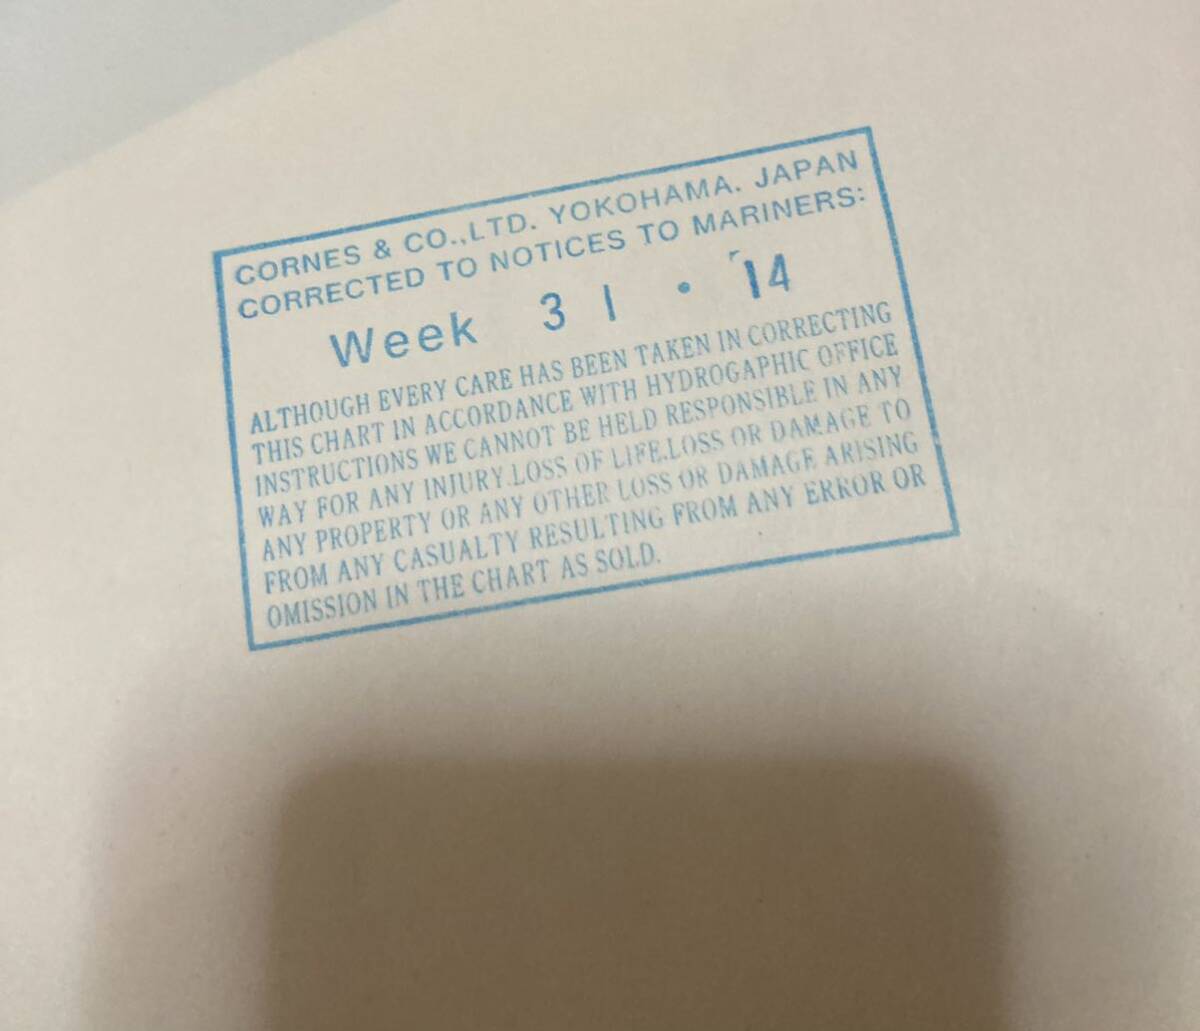 CORNES & CO.,LTD. YOKOHAMA. JAPAN
CORRECTED TO NOTICES TO MARINERS:
Week 31 • '14
ALTHOUGH EVERY CARE HAS BEEN TAKEN IN CORRECTING
THIS CHART IN ACCORDANCE WITH HYDROGAPHIC OFFICE
INSTRUCTIONS WE CANNOT BE HELD RESPONSIBLE IN ANY
WAY FOR ANY INJURY.LOSS OF LIFE.LOSS OR DAMAGE TO
ANY PROPERTY OR ANY OTHER LOSS OR DAMAGE ARISING
FROM ANY CASUALTY RESULTING FROM ANY ERROR OR
OMISSION IN THE CHART AS SOLD.